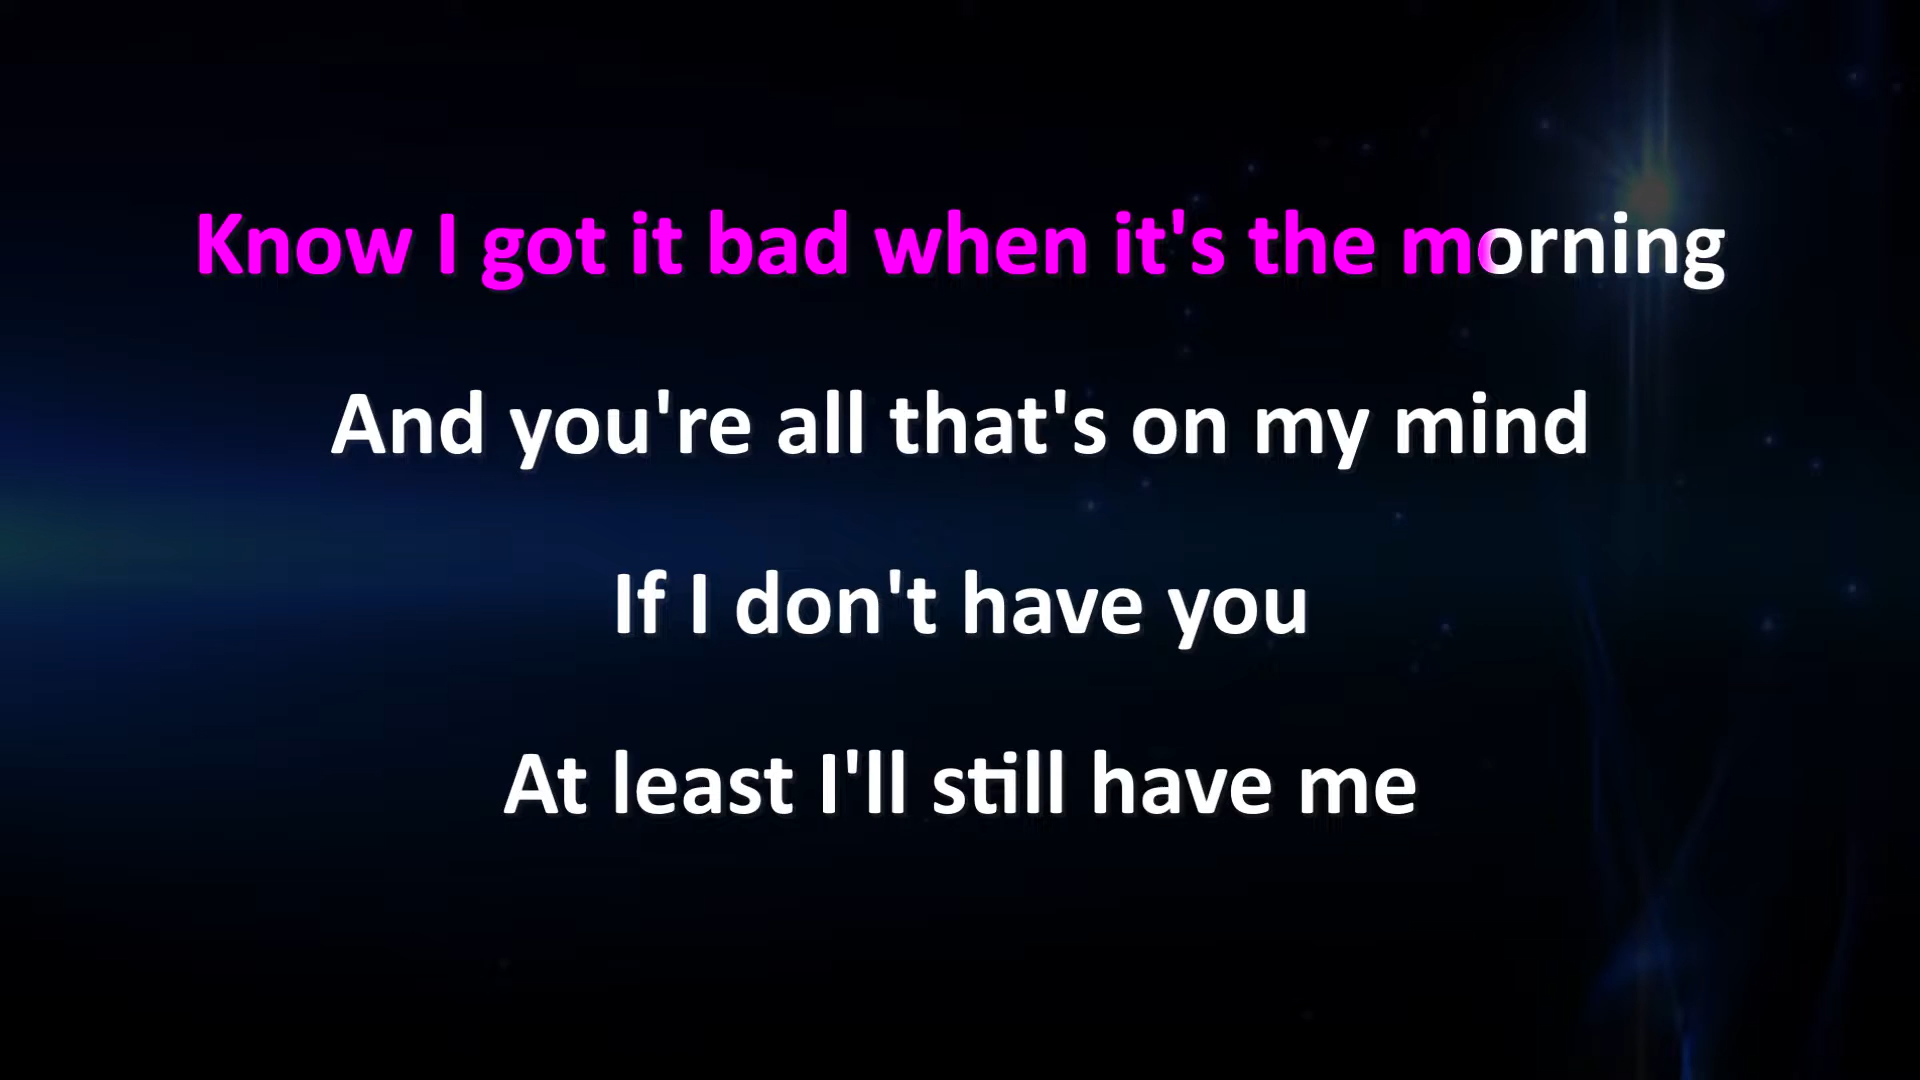 Know I got it bad when it's the morning
And you're all that's on my mind
If I don't have you
At least I'll still have me